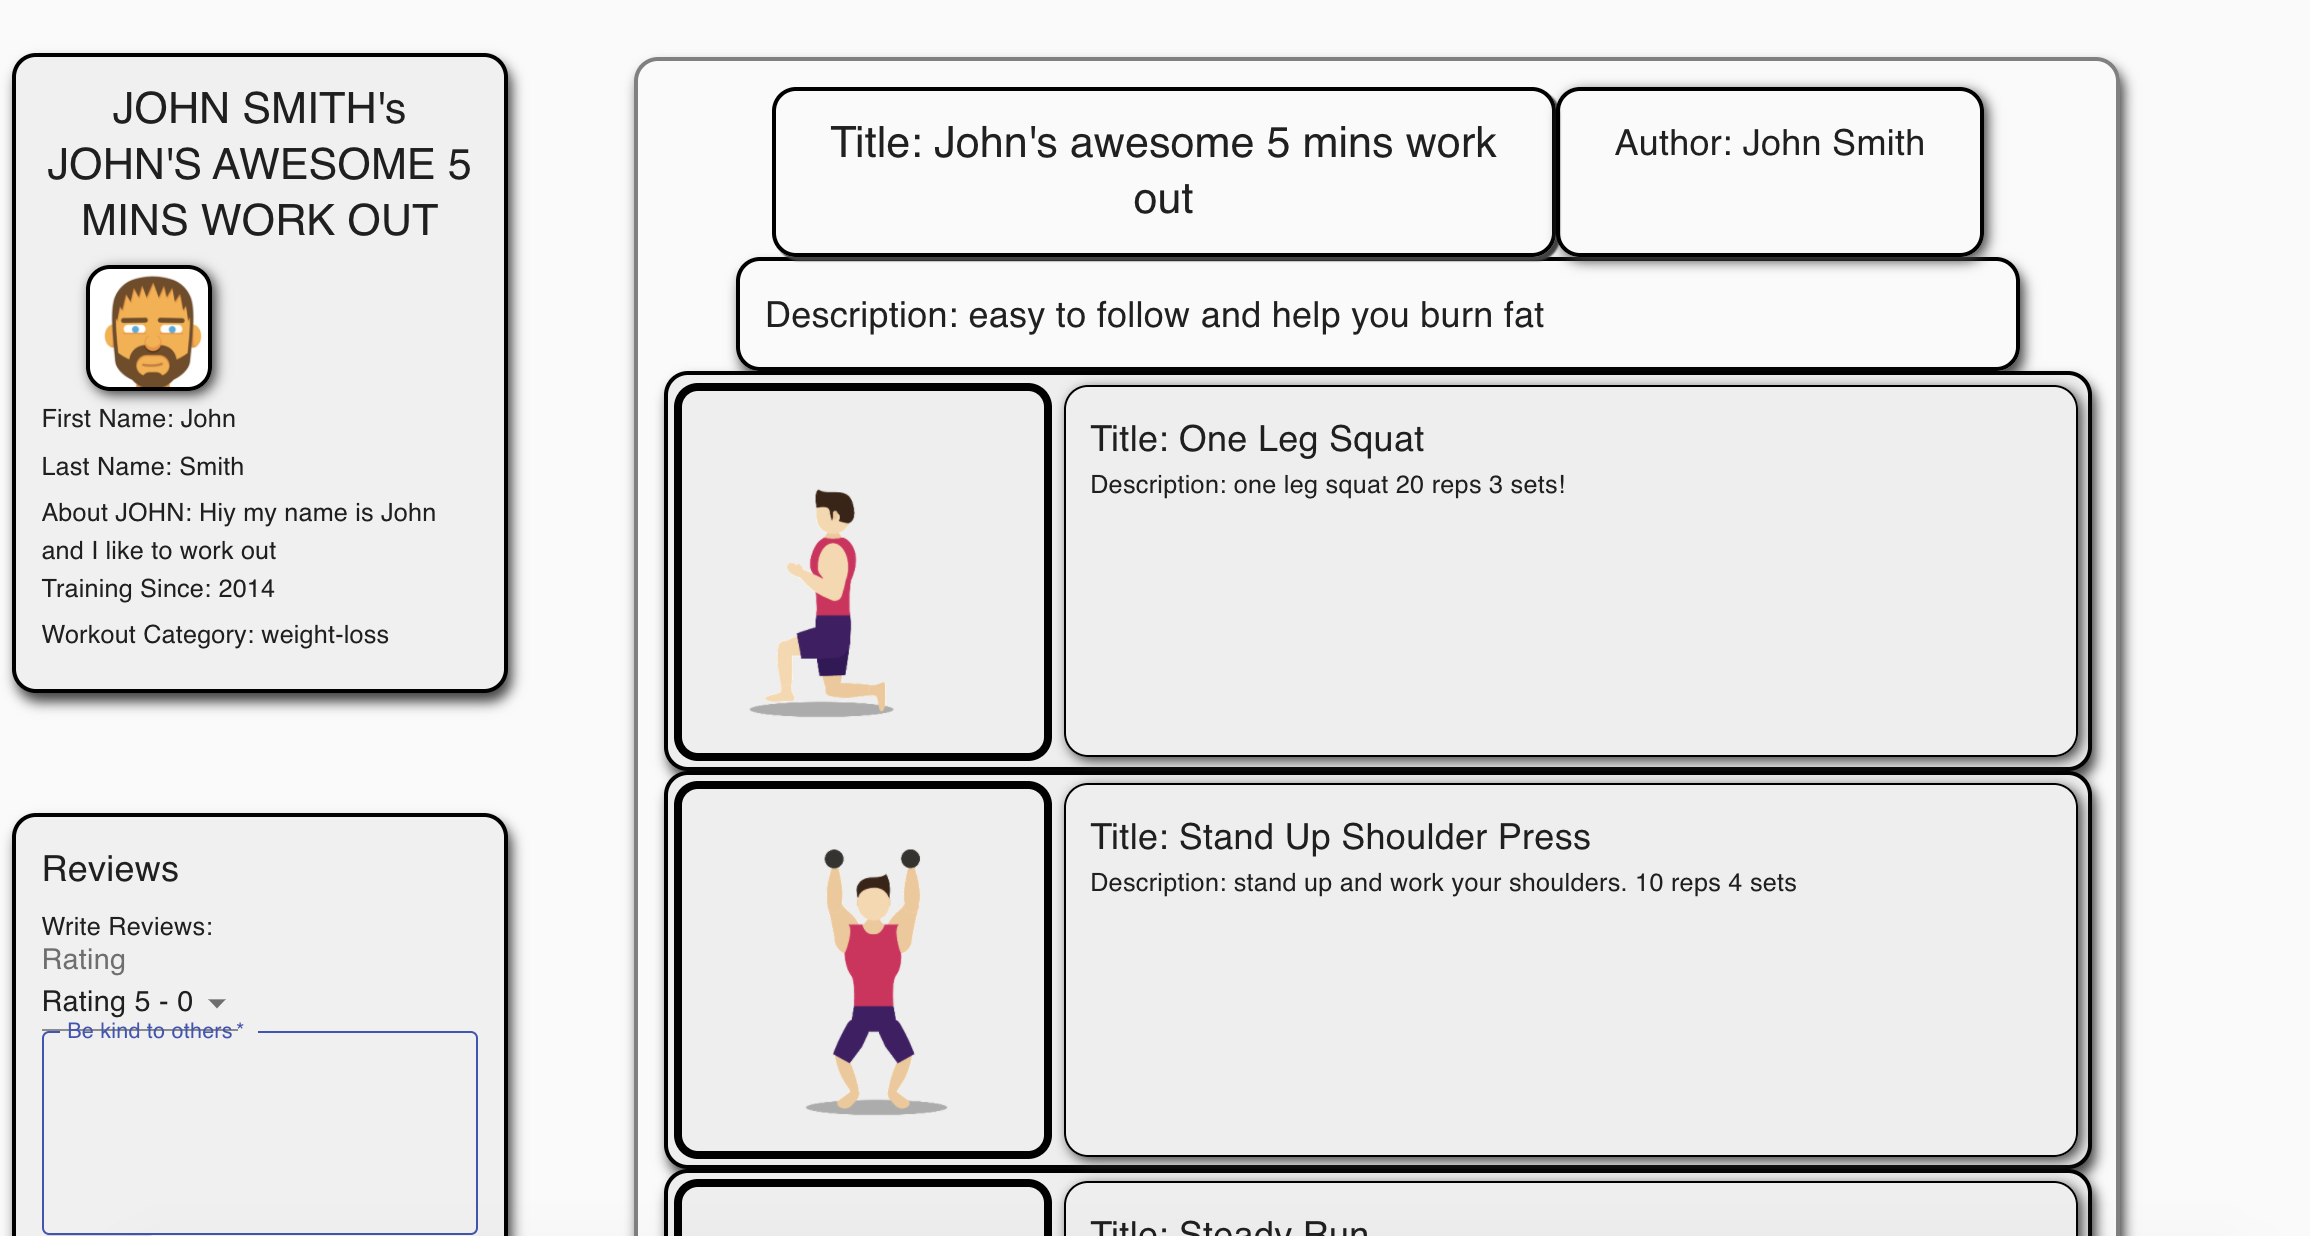 JOHN SMITH's
JOHN'S AWESOME 5
MINS WORK OUT
First Name: John
Last Name: Smith
About JOHN: Hiy my name is John
and I like to work out
Training Since: 2014
Workout Category: weight-loss
Reviews
Write Reviews:
Rating
Rating 5 - 0
Be kind to others *
Title: John's awesome 5 mins work
out
Author: John Smith
Description: easy to follow and help you burn fat
Title: One Leg Squat
Description: one leg squat 20 reps 3 sets!
Title: Stand Up Shoulder Press
Description: stand up and work your shoulders. 10 reps 4 sets
Title: Steady Run